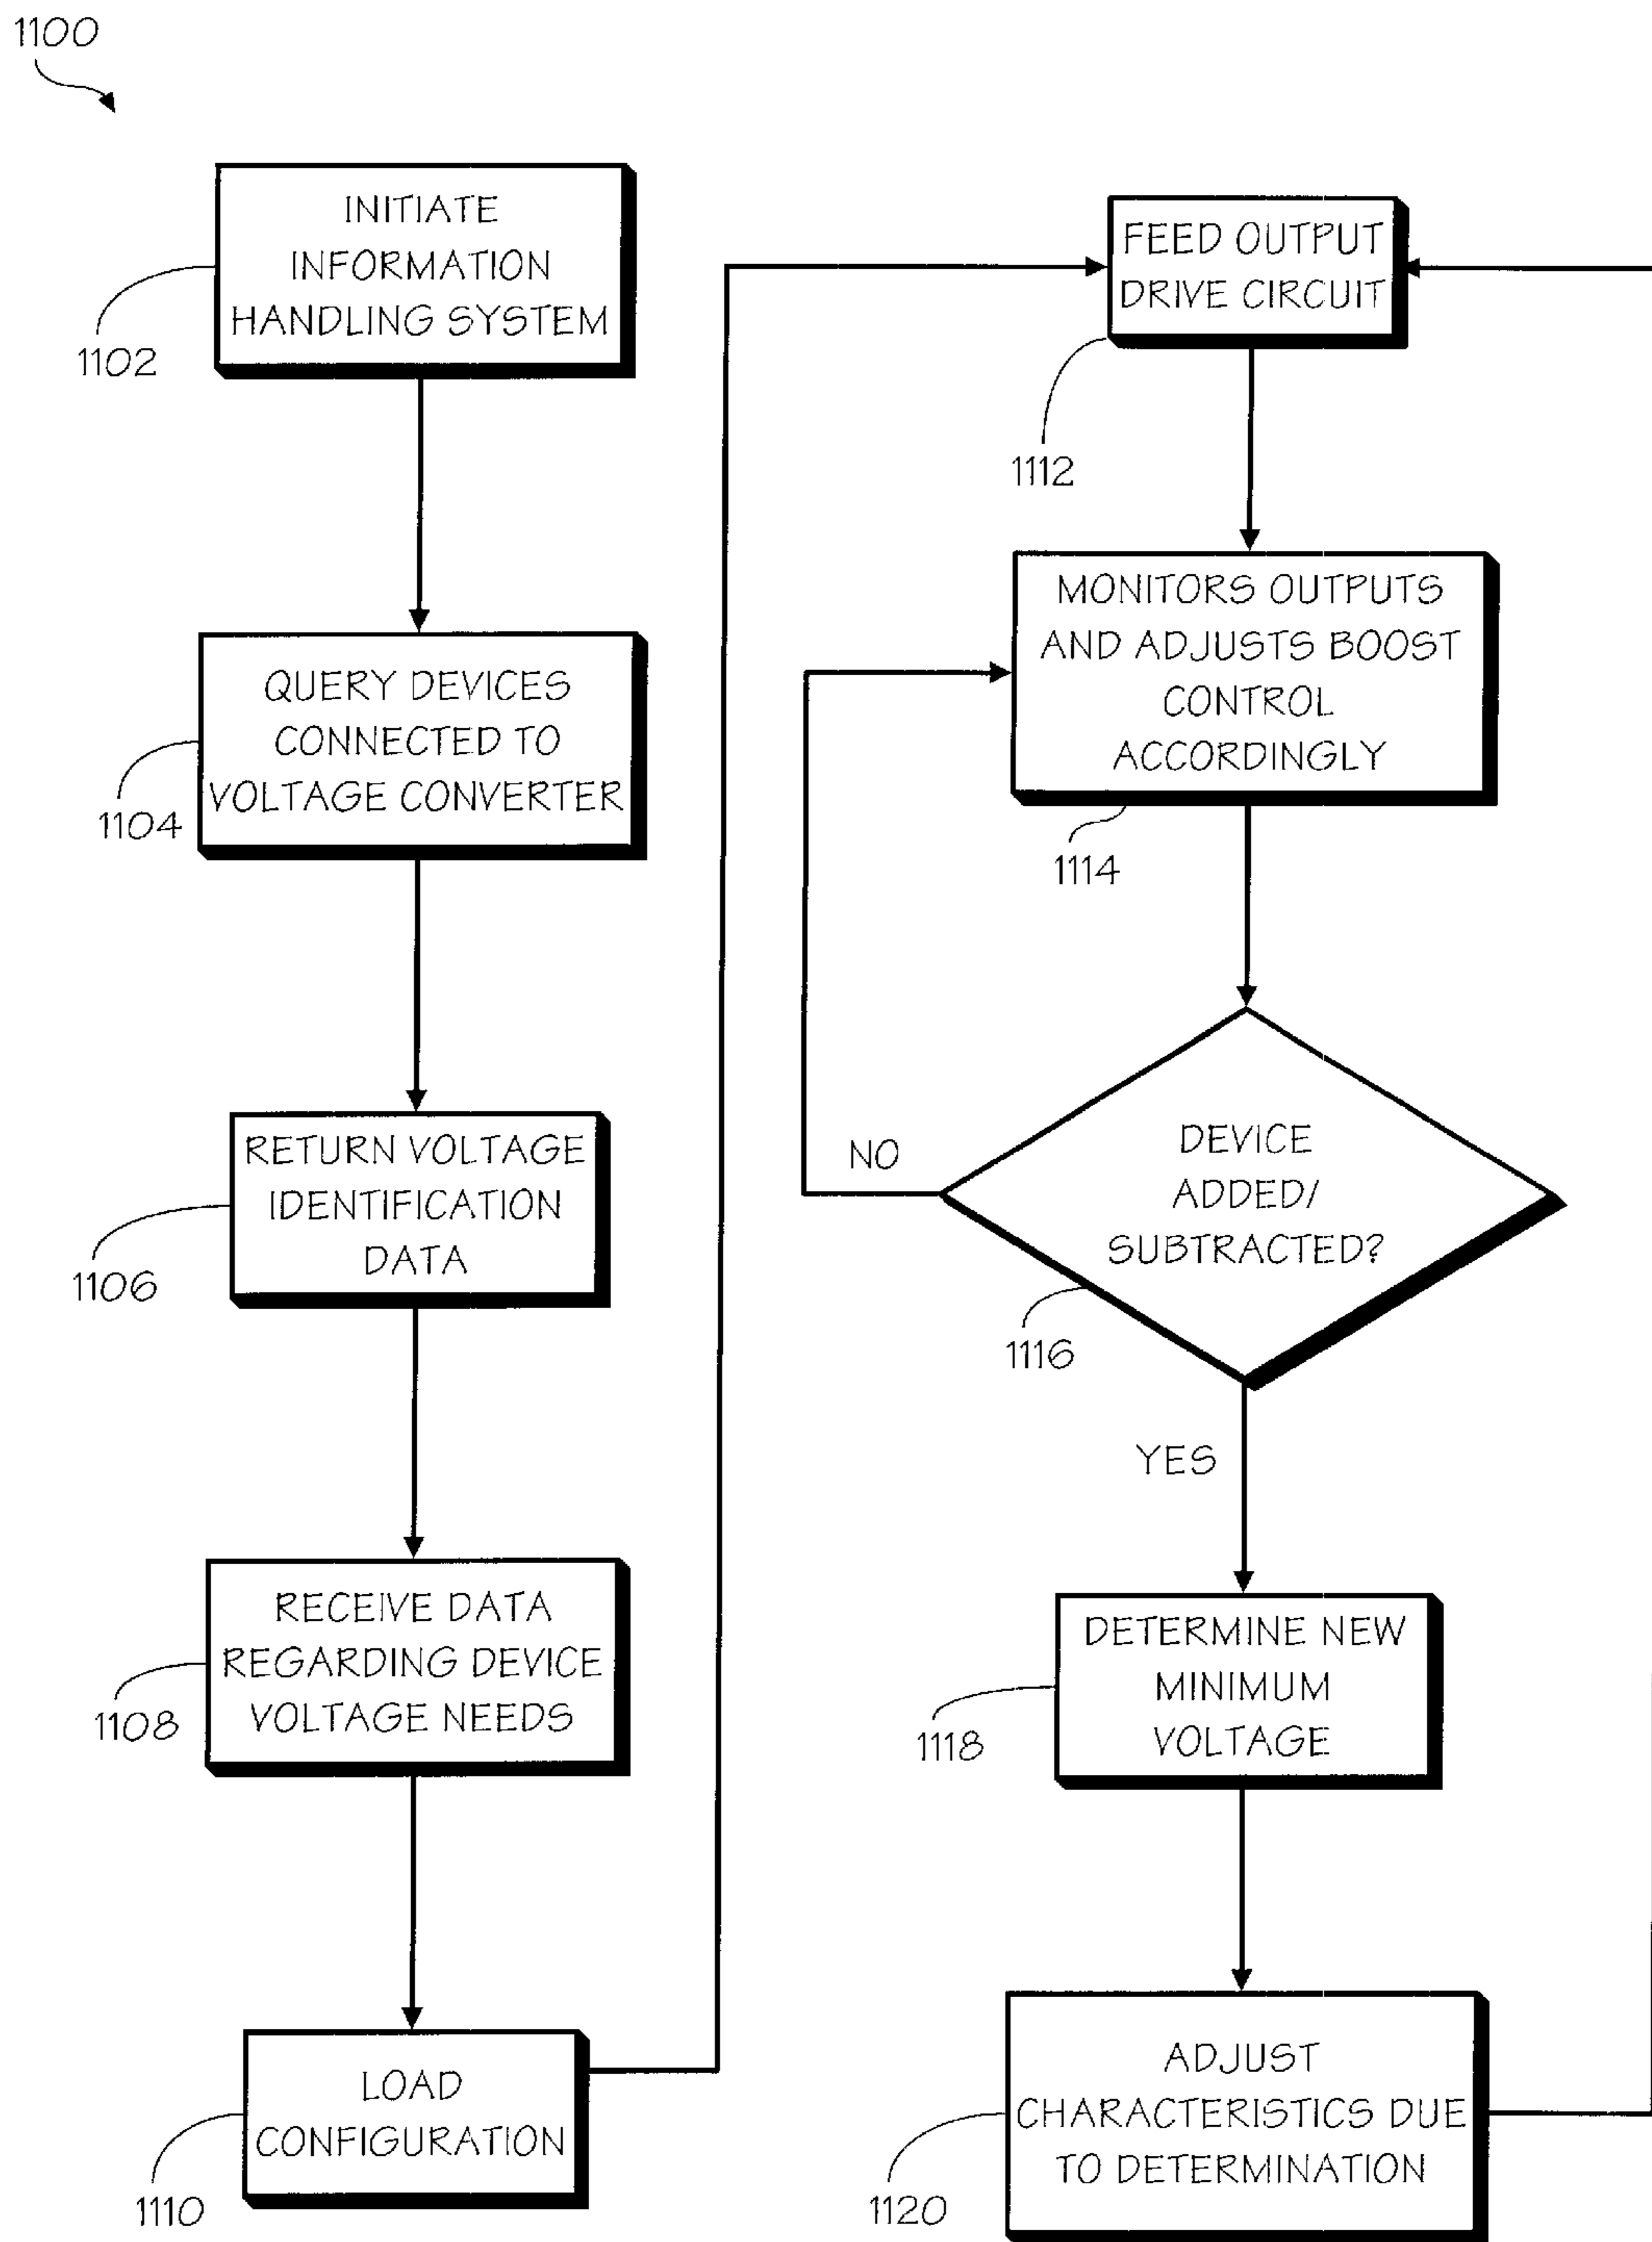 1100
INITIATE
INFORMATION
HANDLING SYSTEM
1102
QUERY DEVICES
CONNECTED TO
VOLTAGE CONVERTER
1104
RETURN VOLTAGE
IDENTIFICATION
DATA
1106
RECEIVE DATA
REGARDING DEVICE
VOLTAGE NEEDS
1108
LOAD
CONFIGURATION
1110
FEED OUTPUT
DRIVE CIRCUIT
1112
MONITORS OUTPUTS
AND ADJUSTS BOOST
CONTROL
ACCORDINGLY
1114
DEVICE
ADDED/
SUBTRACTED?
NO
1116
YES
DETERMINE NEW
MINIMUM
VOLTAGE
1118
ADJUST
CHARACTERISTICS DUE
TO DETERMINATION
1120